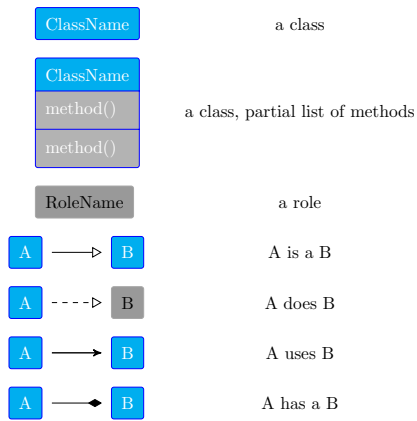 ClassName a class
ClassName
method() a class, partial list of methods
method()
RoleName a role
A B A is a B
A B A does B
A B A uses B
A B A has a B